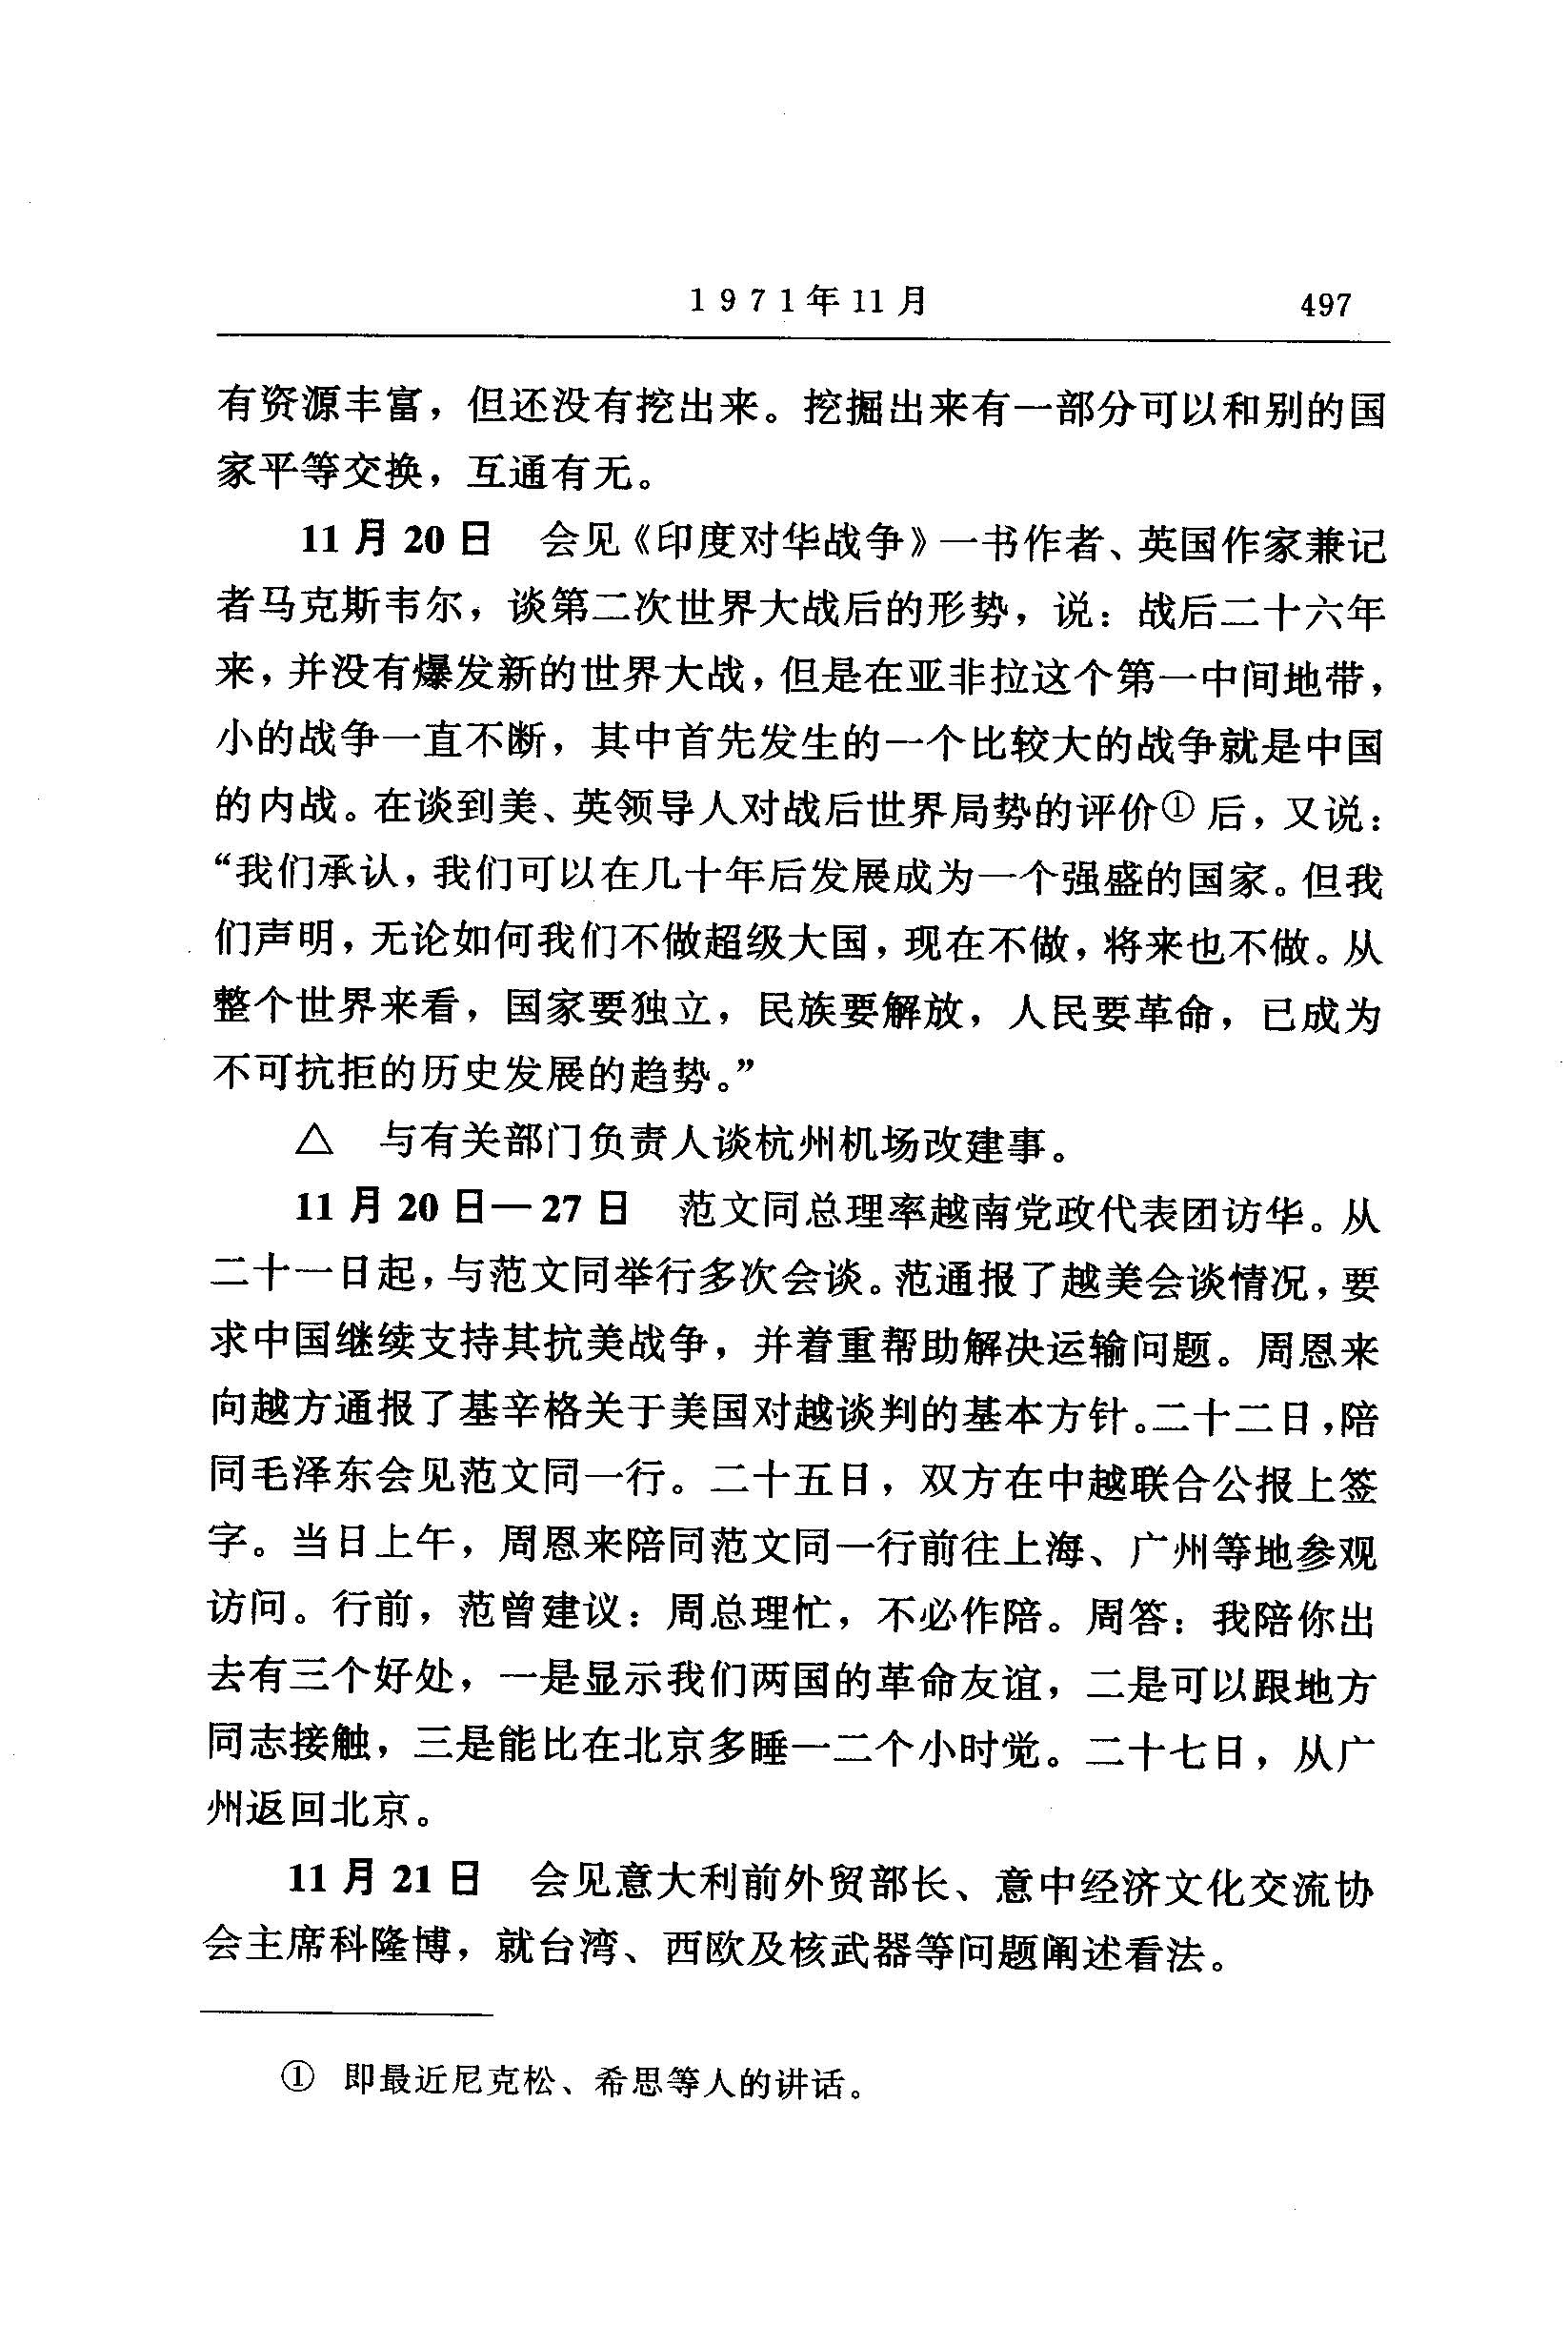 1971年11月 497
有资源丰富，但还没有挖出来。挖掘出来有一部分可以和别的国
家平等交换，互通有无。
11月20日 会见《印度对华战争》一书作者、英国作家兼记
者马克斯韦尔，谈第二次世界大战后的形势，说：战后二十六年
来，并没有爆发新的世界大战，但是在亚非拉这个第一中间地带，
小的战争一直不断，其中首先发生的一个比较大的战争就是中国
的内战。在谈到美、英领导人对战后世界局势的评价①后，又说：
“我们承认，我们可以在几十年后发展成为一个强盛的国家。但我
们声明，无论如何我们不做超级大国，现在不做，将来也不做。从
整个世界来看，国家要独立，民族要解放，人民要革命，已成为
不可抗拒的历史发展的趋势。”
△ 与有关部门负责人谈杭州机场改建事。
11月20日—27日 范文同总理率越南党政代表团访华。从
二十一日起，与范文同举行多次会谈。范通报了越美会谈情况，要
求中国继续支持其抗美战争，并着重帮助解决运输问题。周恩来
向越方通报了基辛格关于美国对越谈判的基本方针。二十二日，陪
同毛泽东会见范文同一行。二十五日，双方在中越联合公报上签
字。当日上午，周恩来陪同范文同一行前往上海、广州等地参观
访问。行前，范曾建议：周总理忙，不必作陪。周答：我陪你出
去有三个好处，一是显示我们两国的革命友谊，二是可以跟地方
同志接触，三是能比在北京多睡一二个小时觉。二十七日，从广
州返回北京。
11月21日 会见意大利前外贸部长、意中经济文化交流协
会主席科隆博，就台湾、西欧及核武器等问题阐述看法。
① 即最近尼克松、希思等人的讲话。